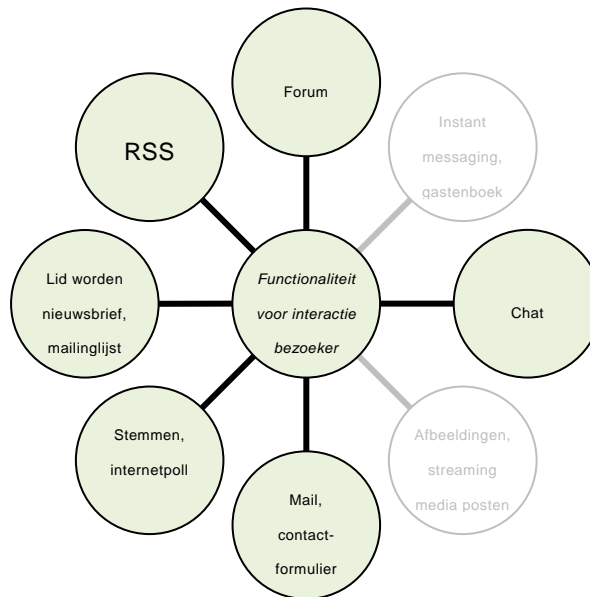 Forum
RSS
Instant
messaging,
gastenboek
Lid worden
nieuwsbrief,
mailinglijst
Functionaliteit
voor interactie
bezoeker
Chat
Stemmen,
internetpoll
Afbeeldingen,
streaming
media posten
Mail,
contact-
formulier